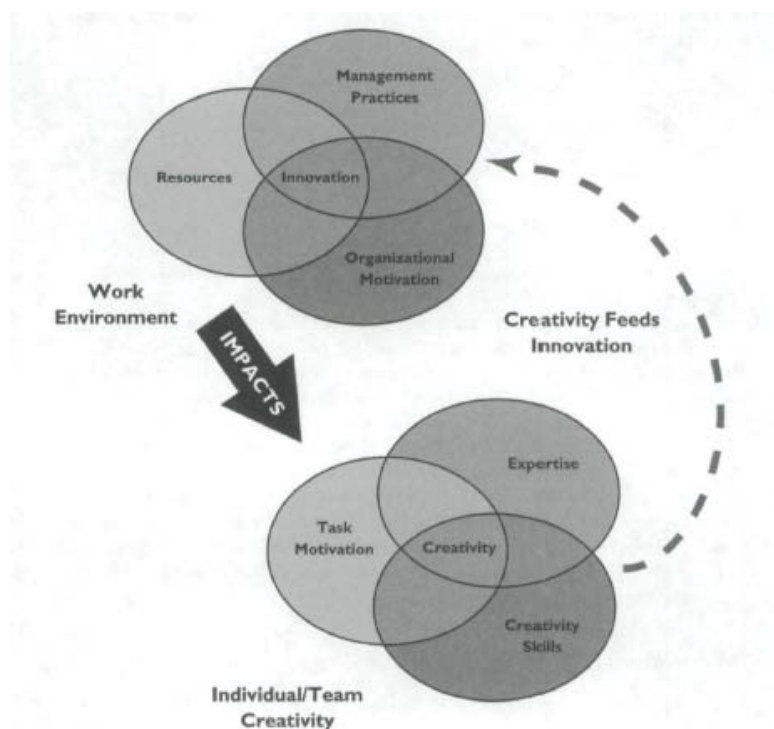 Management
Practices
Resources
Innovation
Organizational
Motivation
Work
Environment
IMPACTS
Creativity Feeds
Innovation
Expertise
Task
Motivation
Creativity
Creativity
Skills
Individual/Team
Creativity